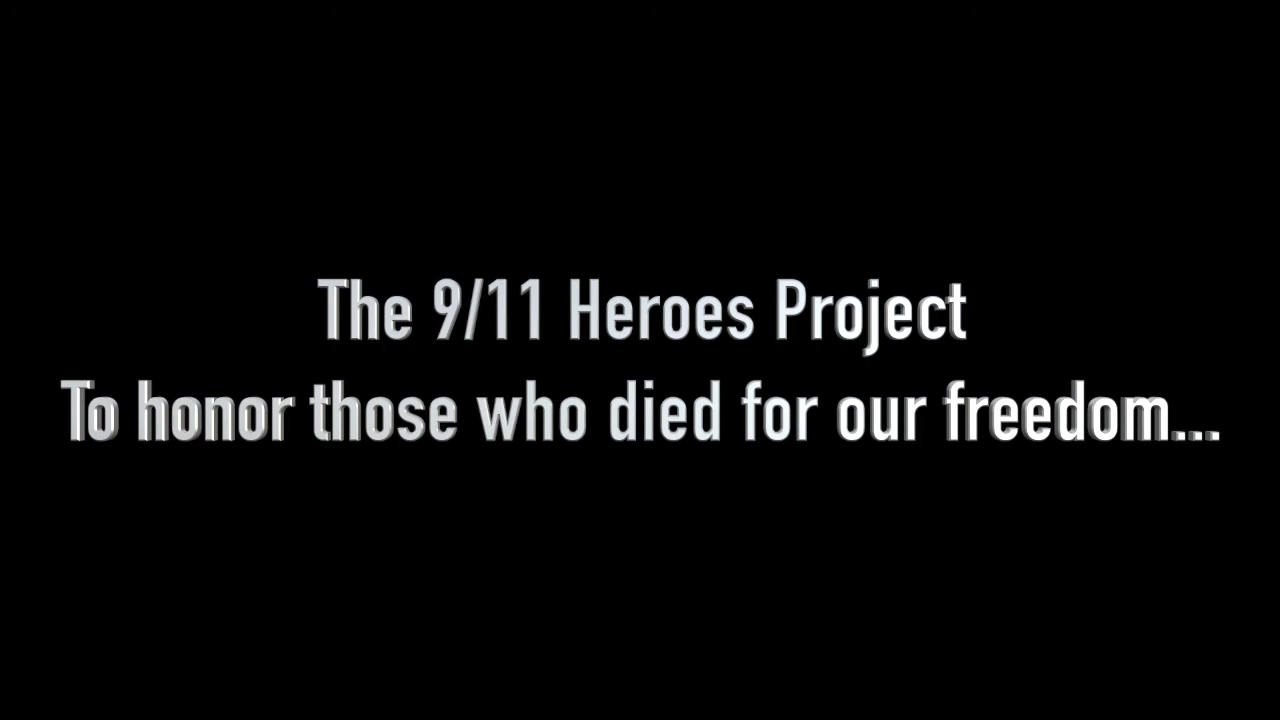 The 9/11 Heroes Project
To honor those who died for our freedom...